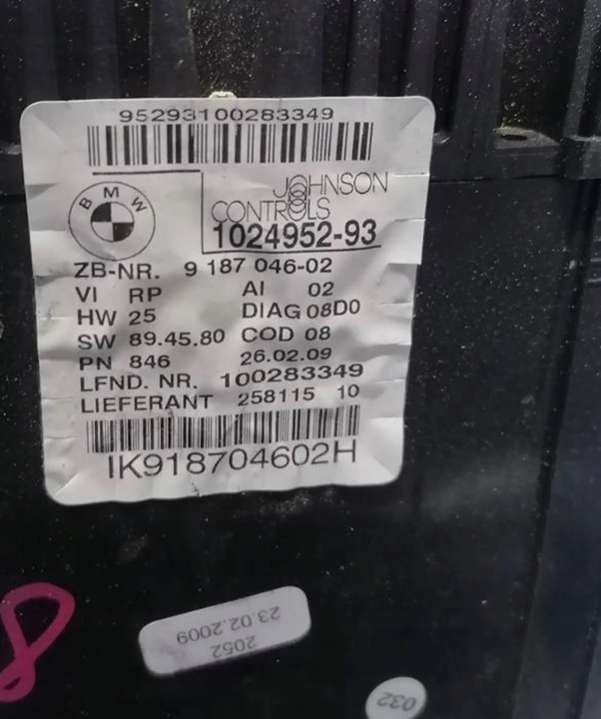 95293100283349
BMW
JOHNSON
CONTROLS
1024952-93
ZB-NR. 9 187 046-02
VI RP AI 02
HW 25 DIAG 08D0
SW 89.45.80 COD 08
PN 846 26.02.09
LFND. NR. 100283349
LIEFERANT 258115 10
IK918704602H
8
2052
23.02.2009
032